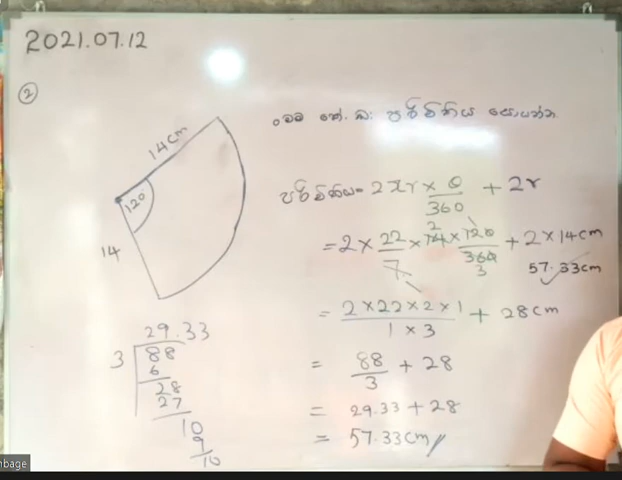 2021.07.12
②
මෙම කේ. ඛ: පරිමිතිය සොයන්න
14cm
120
14
පරිමිතිය = 2πr × θ/360 + 2r
= 2 × 22/7 × 14 × 120/360 + 2 × 14cm
2
3
57.33cm
= 2×22×2×1/1×3 + 28cm
= 88/3 + 28
= 29.33 + 28
= 57.33cm
29.33
3 88
6
28
27
10
9
10
nbage